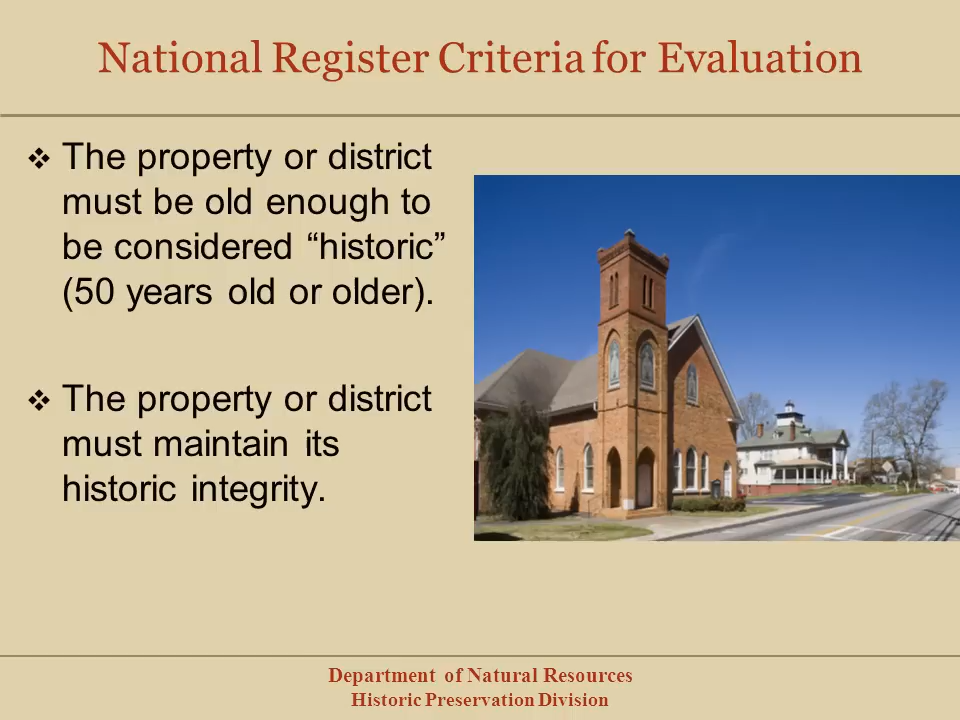 National Register Criteria for Evaluation
❖ The property or district
must be old enough to
be considered “historic”
(50 years old or older).
❖ The property or district
must maintain its
historic integrity.
Department of Natural Resources
Historic Preservation Division